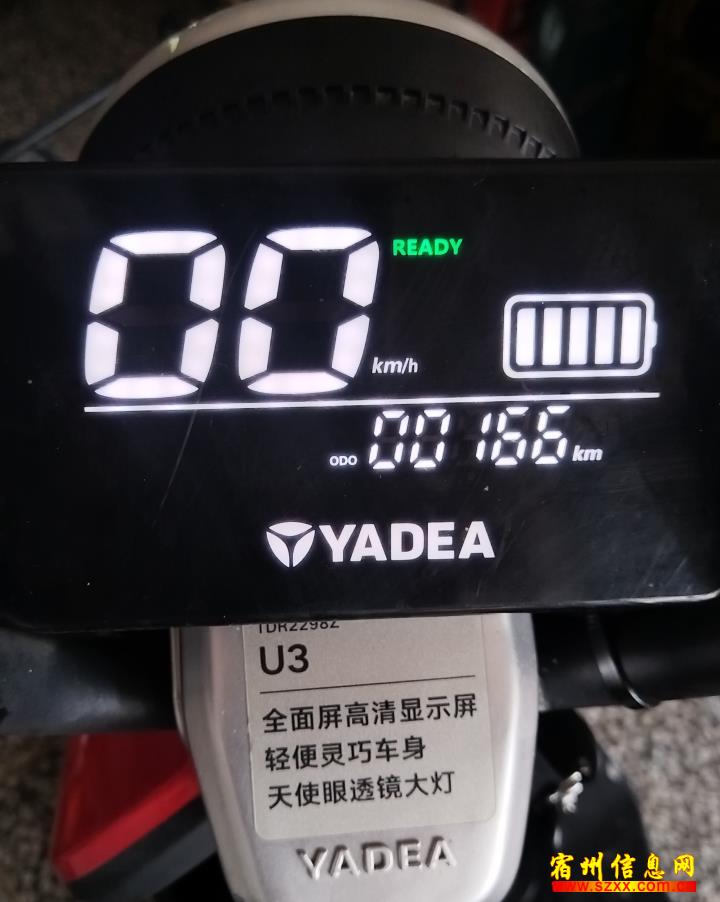 00 km/h READY
ODO 00166 km
YADEA
TDR2298Z
U3
全面屏高清显示屏
轻便灵巧车身
天使眼透镜大灯
YADEA
宿州信息网
www.szxx.com.cn